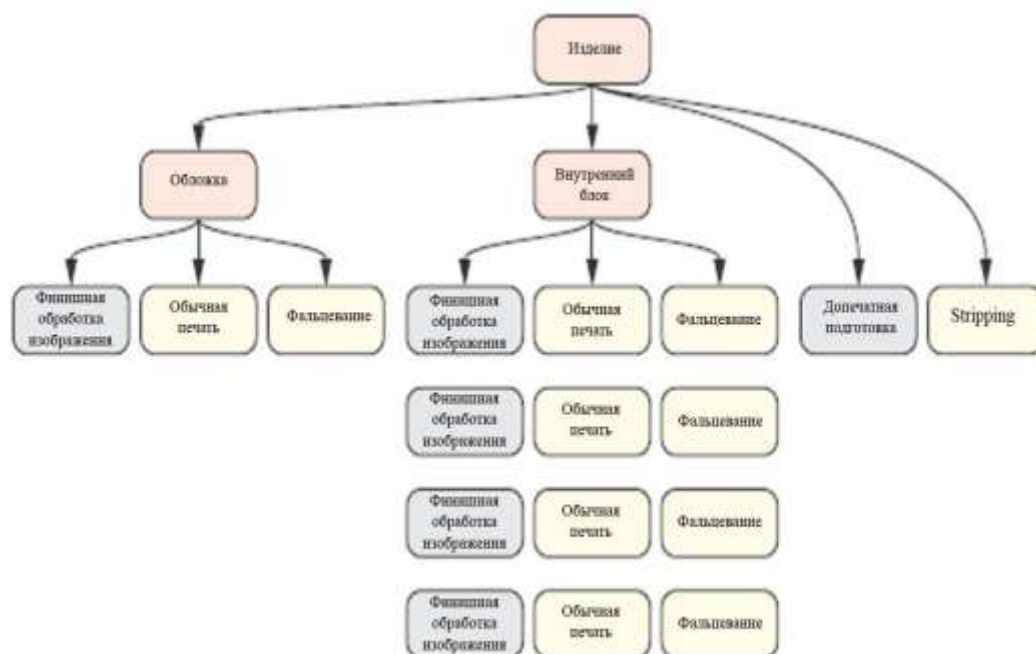 Изделие
Обложка
Внутренний
блок
Финишная
обработка
изображения
Обычная
печать
Фальцевание
Финишная
обработка
изображения
Обычная
печать
Фальцевание
Допечатная
подготовка
Stripping
Финишная
обработка
изображения
Обычная
печать
Фальцевание
Финишная
обработка
изображения
Обычная
печать
Фальцевание
Финишная
обработка
изображения
Обычная
печать
Фальцевание